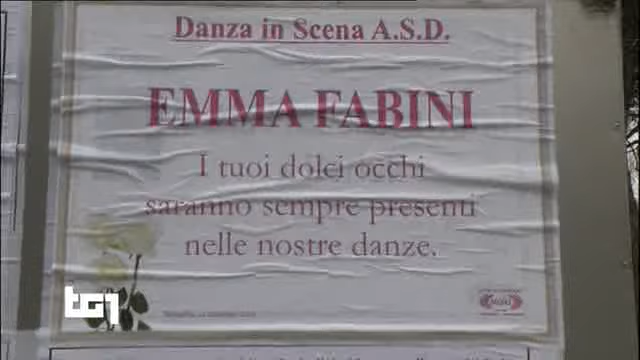 Danza in Scena A.S.D.
EMMA FABINI
I tuoi dolci occhi
saranno sempre presenti
nelle nostre danze.
tg1